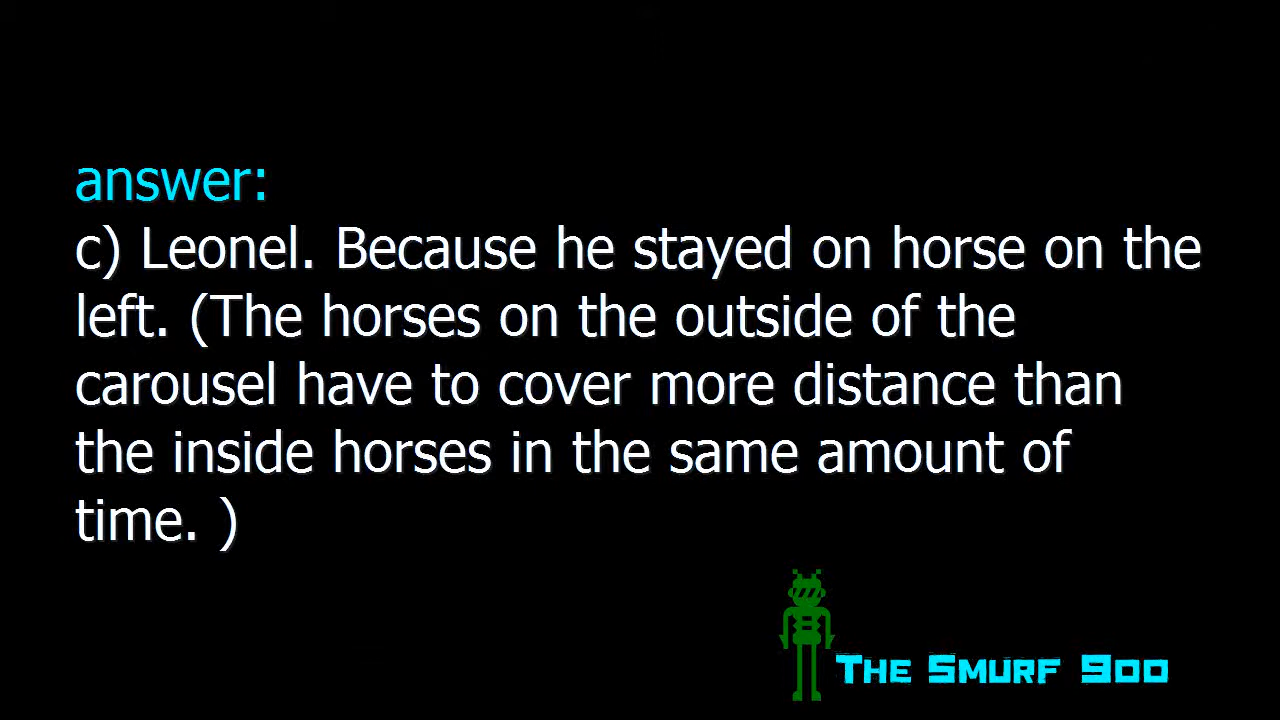 answer:
c) Leonel. Because he stayed on horse on the
left. (The horses on the outside of the
carousel have to cover more distance than
the inside horses in the same amount of
time. )
The Smurf 900